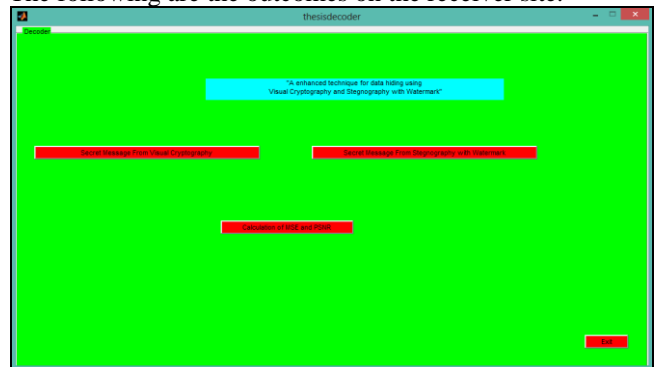 The following are the outcomes on the receiver site.
thesisdecoder
Decoder
"A enhanced technique for data hiding using
Visual Cryptography and Stegnography with Watermark"
Secret Message From Visual Cryptography
Secret Message From Stegnography with Watermark
Calculation of MSE and PSNR
Exit